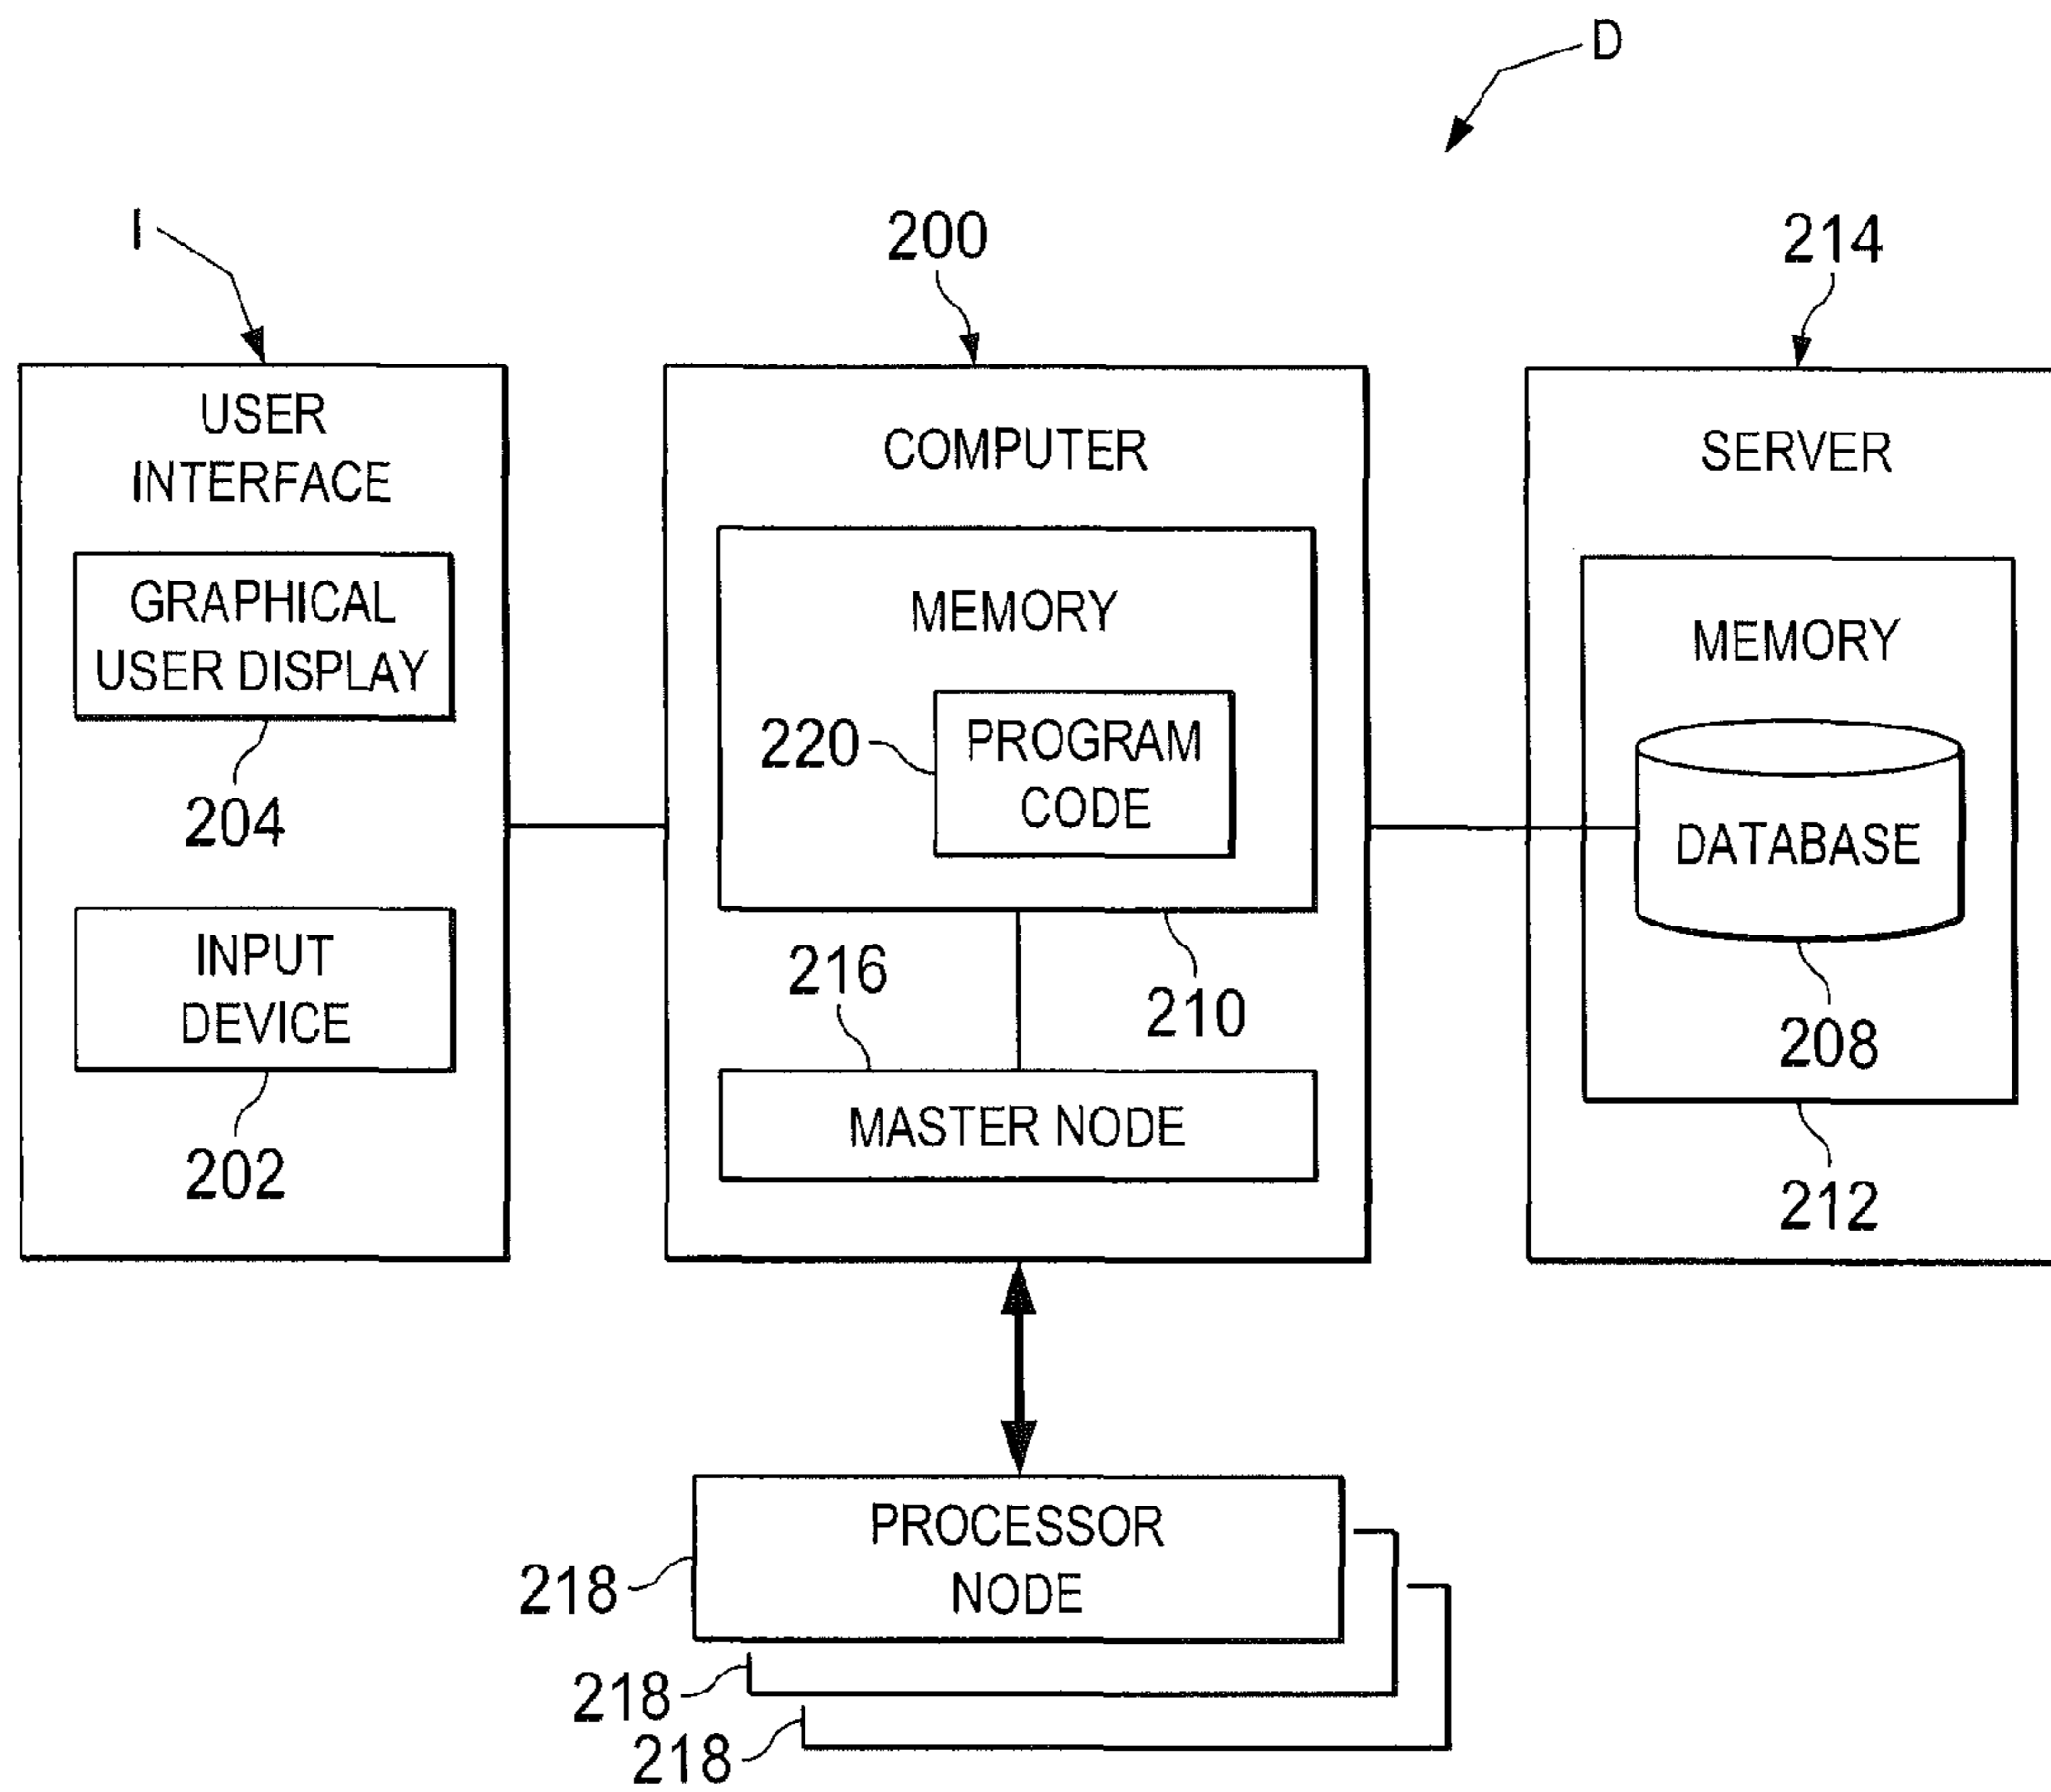 D
I
200
214
USER
INTERFACE
GRAPHICAL
USER DISPLAY
204
INPUT
DEVICE
202
COMPUTER
MEMORY
220
PROGRAM
CODE
216
210
MASTER NODE
SERVER
MEMORY
DATABASE
208
212
PROCESSOR
NODE
218
218
218